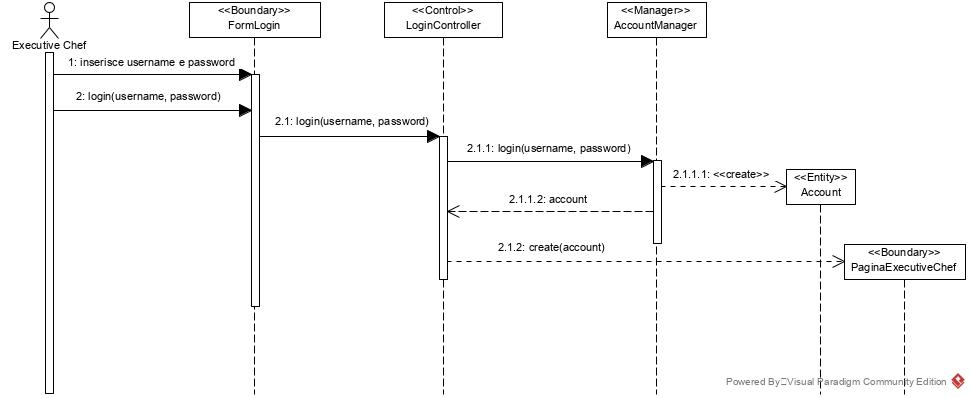 <<Boundary>>
FormLogin
<<Control>>
LoginController
<<Manager>>
AccountManager
Executive Chef
1: inserisce username e password
2: login(username, password)
2.1: login(username, password)
2.1.1: login(username, password)
2.1.1.1: <<create>>
<<Entity>>
Account
2.1.1.2: account
2.1.2: create(account)
<<Boundary>>
PaginaExecutiveChef
Powered By Visual Paradigm Community Edition